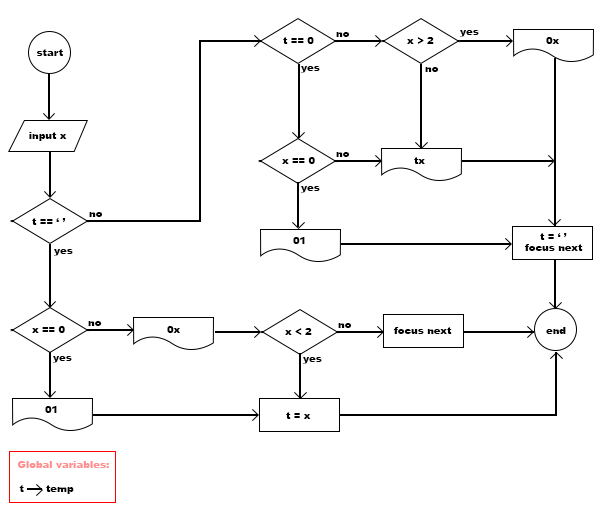 start
input x
t == ‘ ’
no
yes
t == 0
no
yes
x > 2
yes
no
0x
x == 0
no
yes
tx
01
t = ‘ ’
focus next
x == 0
no
yes
0x
x < 2
no
yes
focus next
end
01
t = x
Global variables:
t → temp